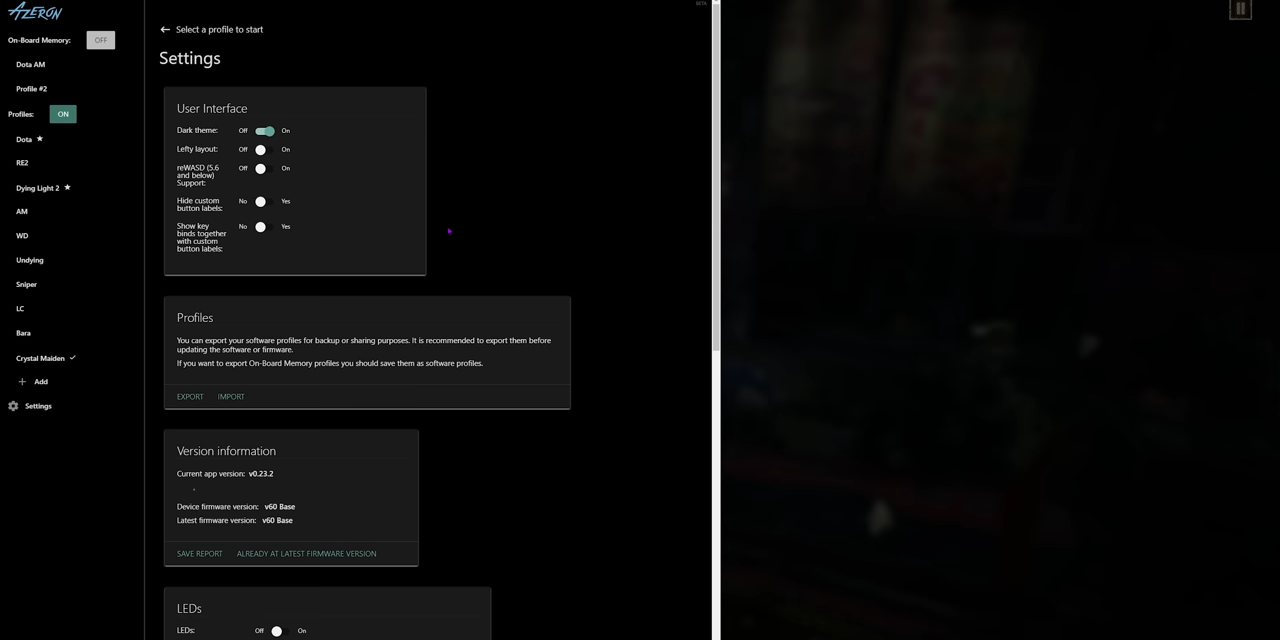 AZERON
BETA
On-Board Memory: OFF
Dota AM
Profile #2
Profiles: ON
Dota
RE2
Dying Light 2
AM
WD
Undying
Sniper
LC
Bara
Crystal Maiden
Add
Settings
Select a profile to start
Settings
User Interface
Dark theme: Off On
Lefty layout: Off On
reWASD (5.6
and below)
Support:
Off On
Hide custom
button labels:
No Yes
Show key
binds together
with custom
button labels:
No Yes
Profiles
You can export your software profiles for backup or sharing purposes. It is recommended to export them before
updating the software or firmware.
If you want to export On-Board Memory profiles you should save them as software profiles.
EXPORT IMPORT
Version information
Current app version: v0.23.2
Device firmware version: v60 Base
Latest firmware version: v60 Base
SAVE REPORT ALREADY AT LATEST FIRMWARE VERSION
LEDs
LEDs: Off On